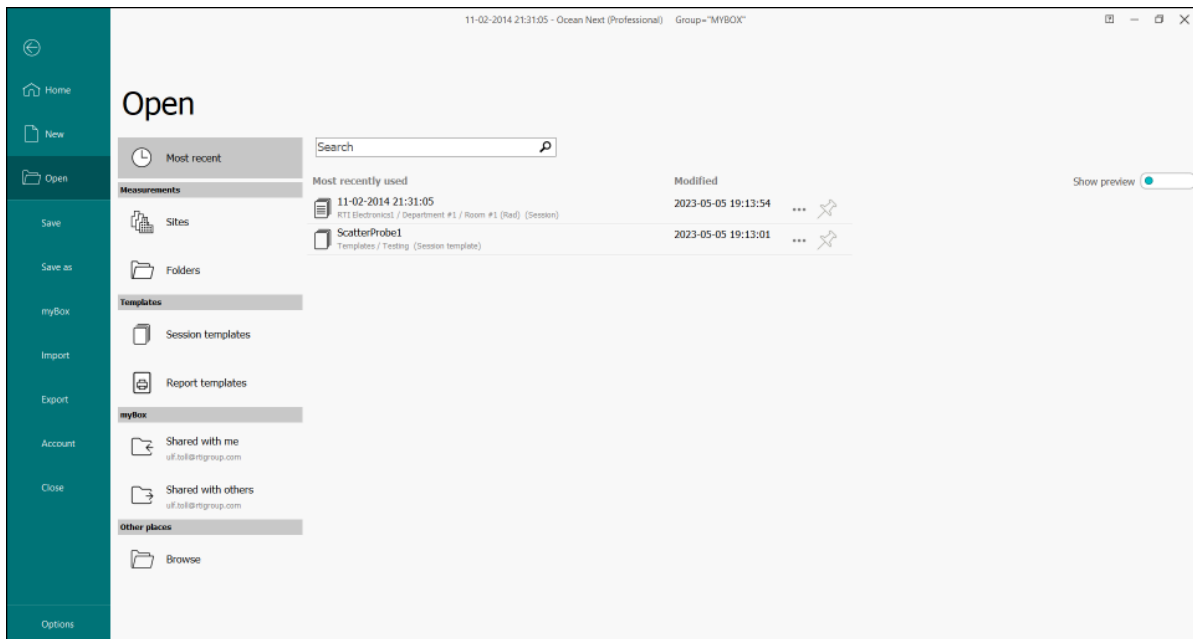 11-02-2014 21:31:05 - Ocean Next (Professional) Group="MYBOX"
Home
New
Open
Save
Save as
myBox
Import
Export
Account
Close
Options
Open
Most recent
Measurements
Sites
Folders
Templates
Session templates
Report templates
myBox
Shared with me
ulf.toll@rtigroup.com
Shared with others
ulf.toll@rtigroup.com
Other places
Browse
Search
Most recently used Modified
Show preview
11-02-2014 21:31:05 2023-05-05 19:13:54
RTI Electronics1 / Department #1 / Room #1 (Rad) (Session)
ScatterProbe1 2023-05-05 19:13:01
Templates / Testing (Session template)